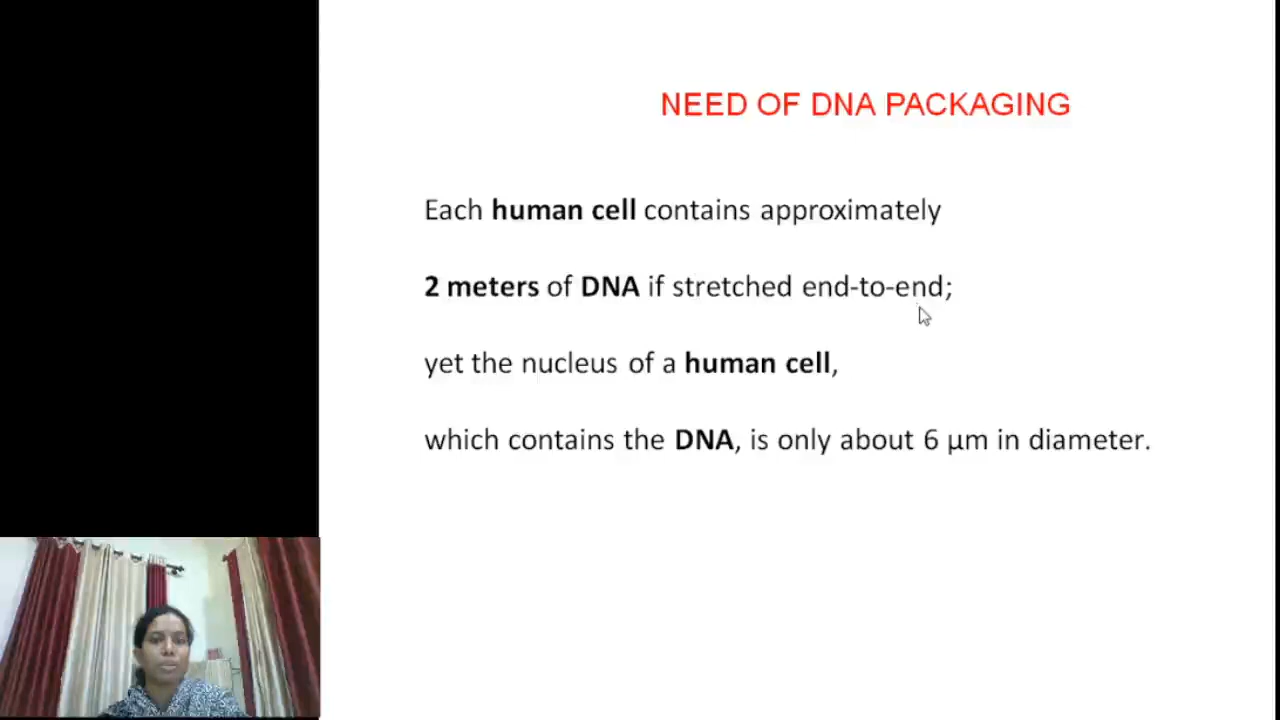 NEED OF DNA PACKAGING
Each human cell contains approximately
2 meters of DNA if stretched end-to-end;
yet the nucleus of a human cell,
which contains the DNA, is only about 6 µm in diameter.